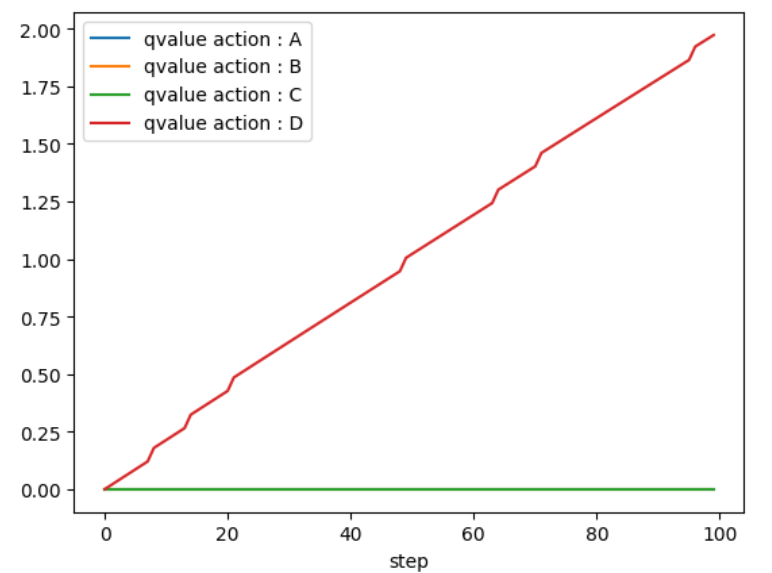 2.00
1.75
1.50
1.25
1.00
0.75
0.50
0.25
0.00
qvalue action : A
qvalue action : B
qvalue action : C
qvalue action : D
0 20 40 60 80 100
step